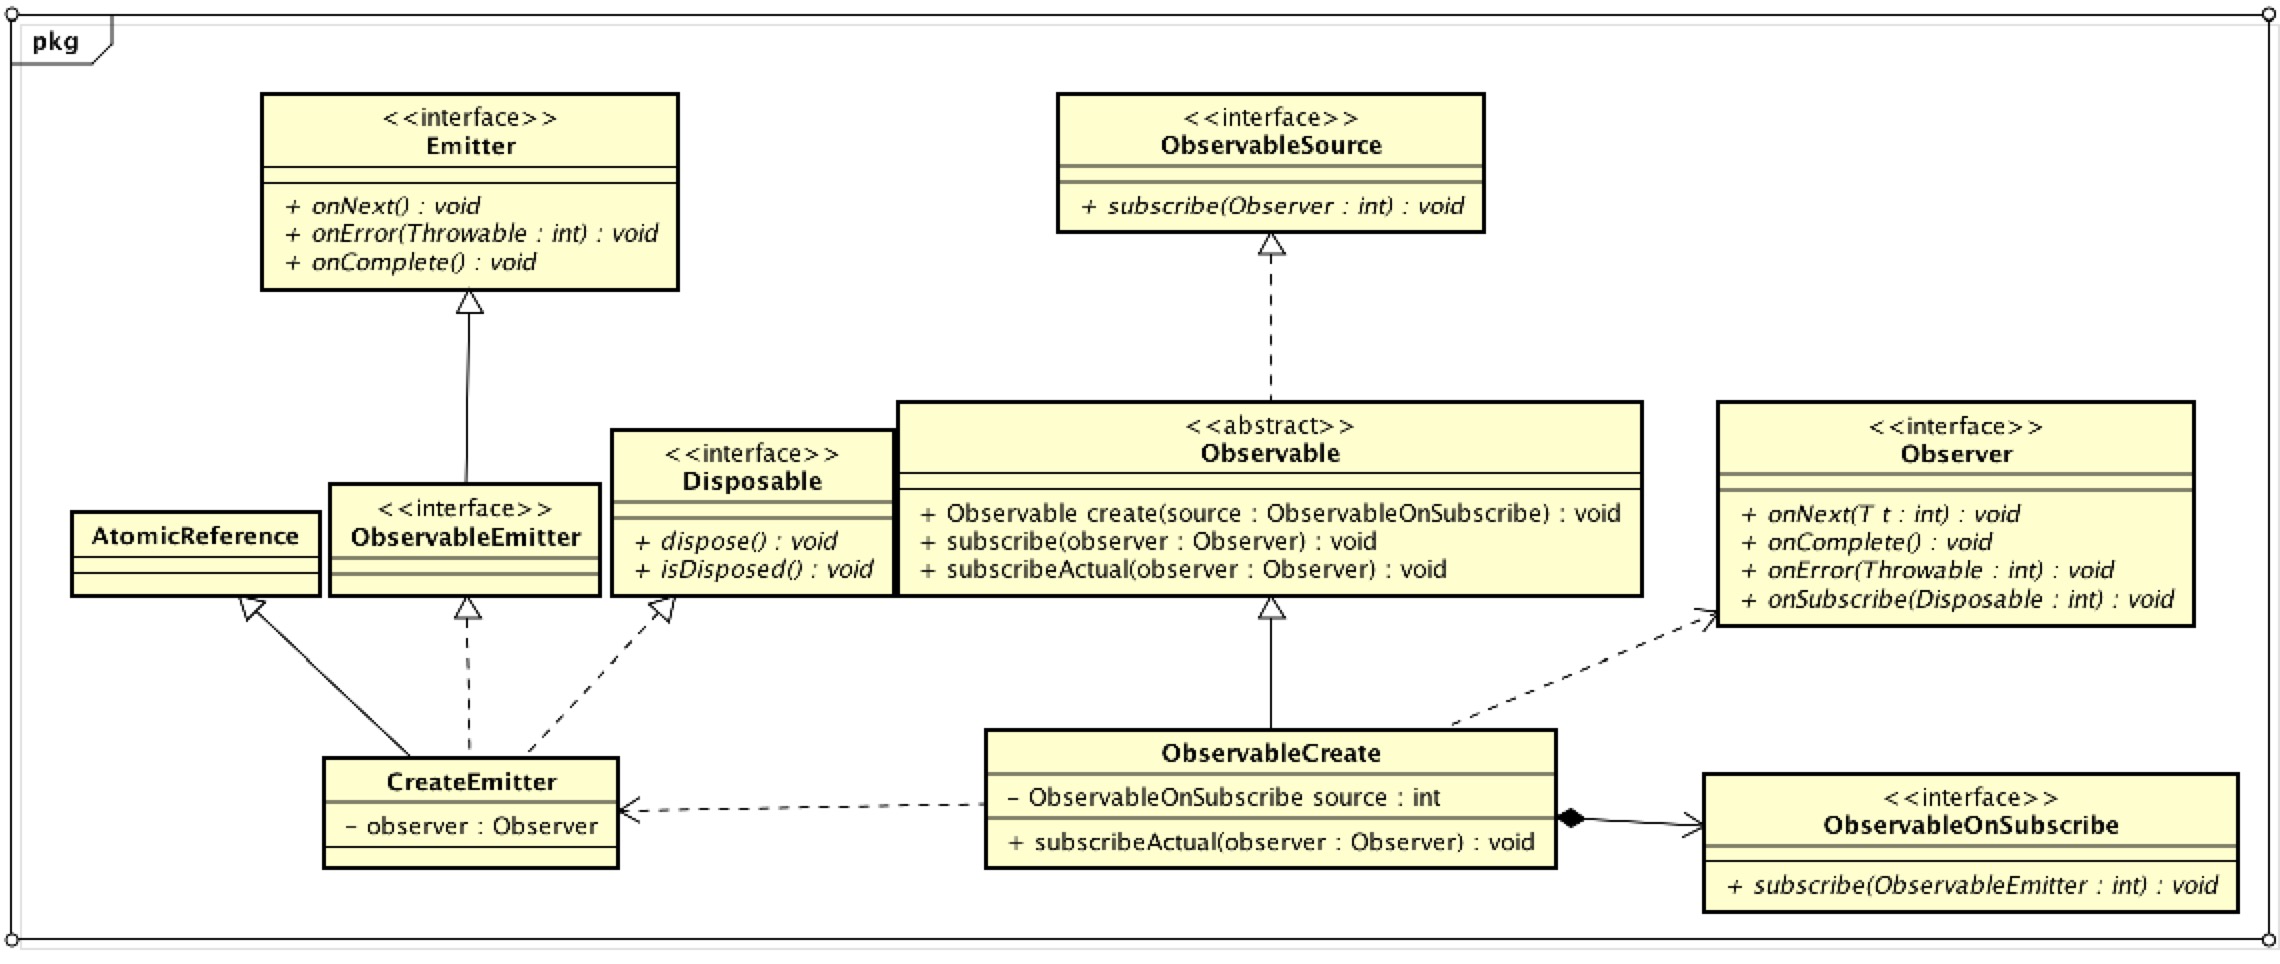 pkg
<<interface>>
Emitter
+ onNext() : void
+ onError(Throwable : int) : void
+ onComplete() : void
<<interface>>
ObservableSource
+ subscribe(Observer : int) : void
AtomicReference
<<interface>>
ObservableEmitter
<<interface>>
Disposable
+ dispose() : void
+ isDisposed() : void
<<abstract>>
Observable
+ Observable create(source : ObservableOnSubscribe) : void
+ subscribe(observer : Observer) : void
+ subscribeActual(observer : Observer) : void
<<interface>>
Observer
+ onNext(T t : int) : void
+ onComplete() : void
+ onError(Throwable : int) : void
+ onSubscribe(Disposable : int) : void
CreateEmitter
- observer : Observer
ObservableCreate
- ObservableOnSubscribe source : int
+ subscribeActual(observer : Observer) : void
<<interface>>
ObservableOnSubscribe
+ subscribe(ObservableEmitter : int) : void